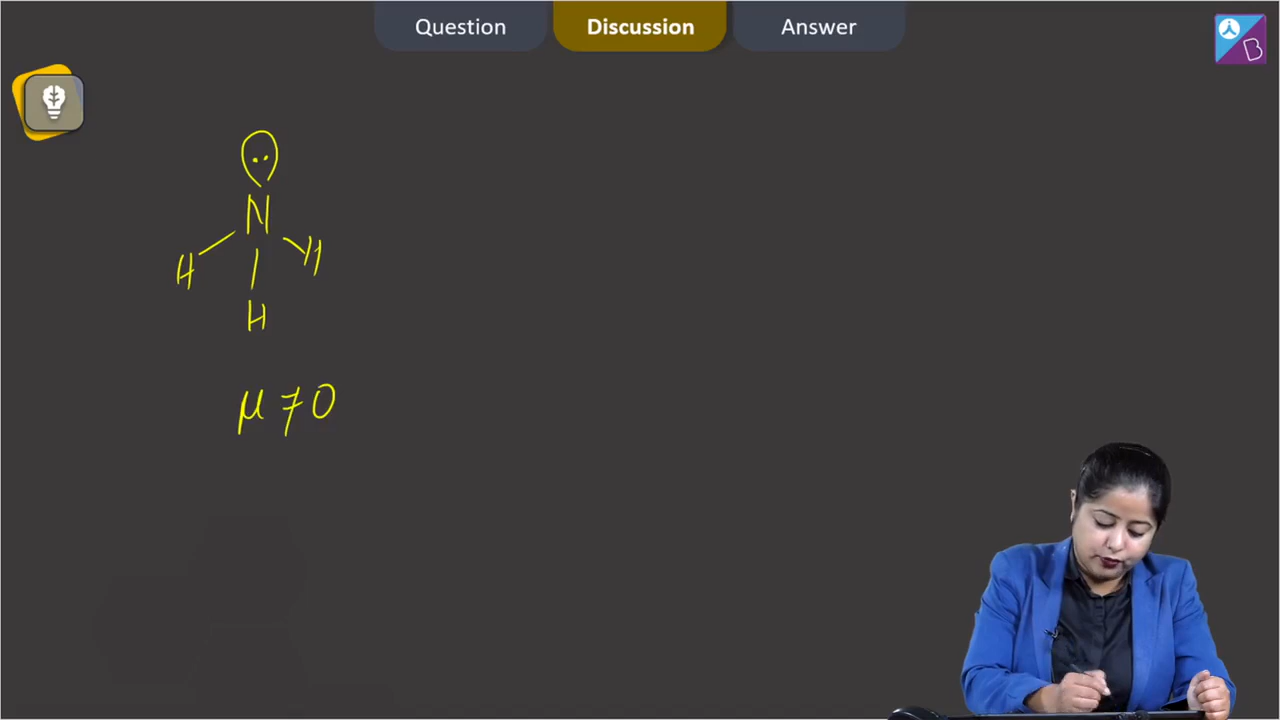 Question Discussion Answer
B
··
N
H H
H
μ ≠ 0